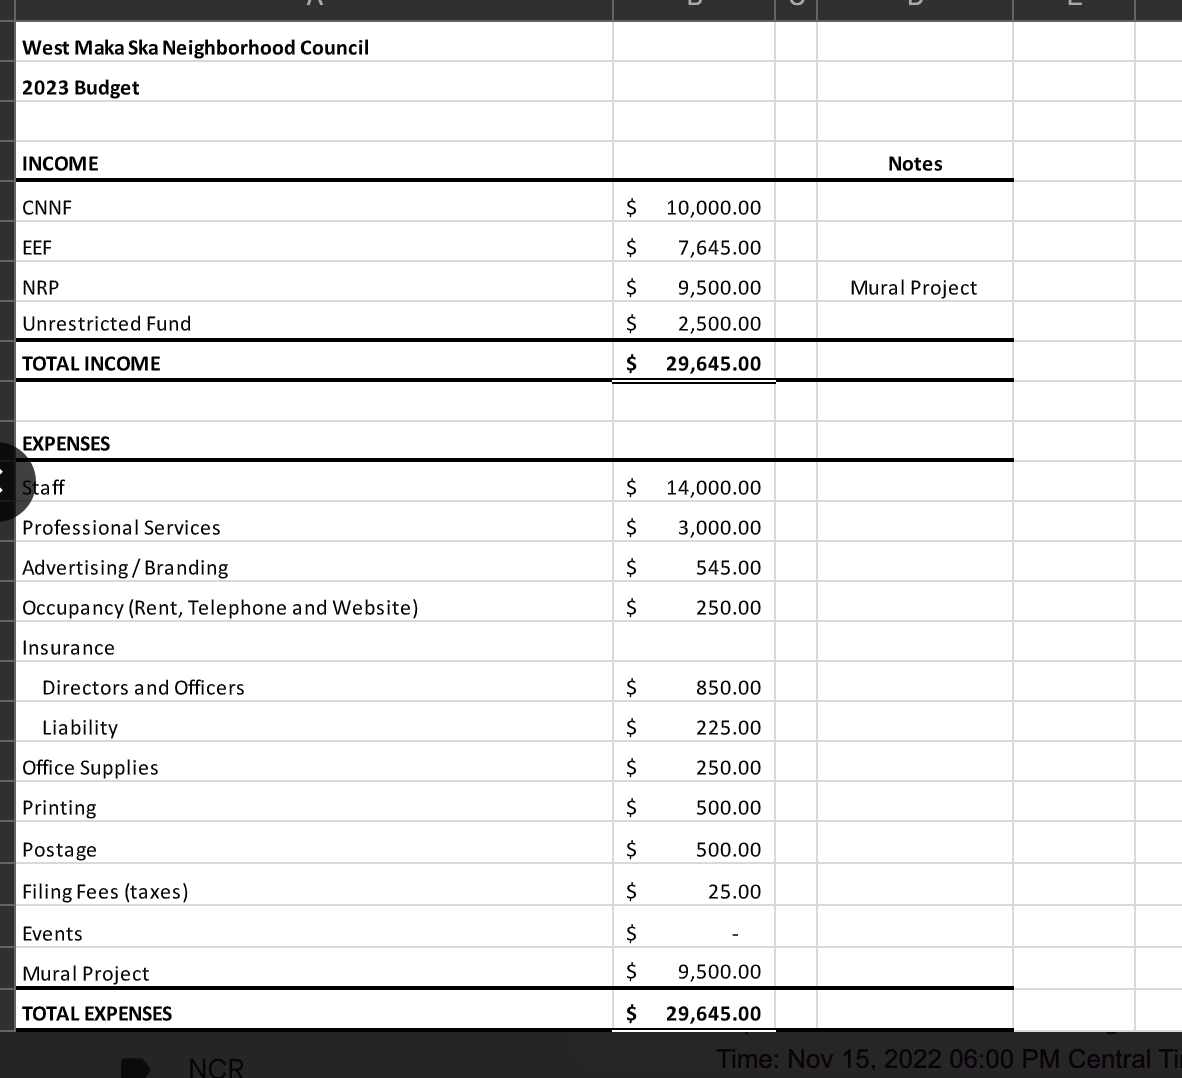 West Maka Ska Neighborhood Council
2023 Budget
INCOME Notes
CNNF $ 10,000.00
EEF $ 7,645.00
NRP $ 9,500.00 Mural Project
Unrestricted Fund $ 2,500.00
TOTAL INCOME $ 29,645.00
EXPENSES
Staff $ 14,000.00
Professional Services $ 3,000.00
Advertising / Branding $ 545.00
Occupancy (Rent, Telephone and Website) $ 250.00
Insurance
Directors and Officers $ 850.00
Liability $ 225.00
Office Supplies $ 250.00
Printing $ 500.00
Postage $ 500.00
Filing Fees (taxes) $ 25.00
Events $ -
Mural Project $ 9,500.00
TOTAL EXPENSES $ 29,645.00
NCR Time: Nov 15, 2022 06:00 PM Central